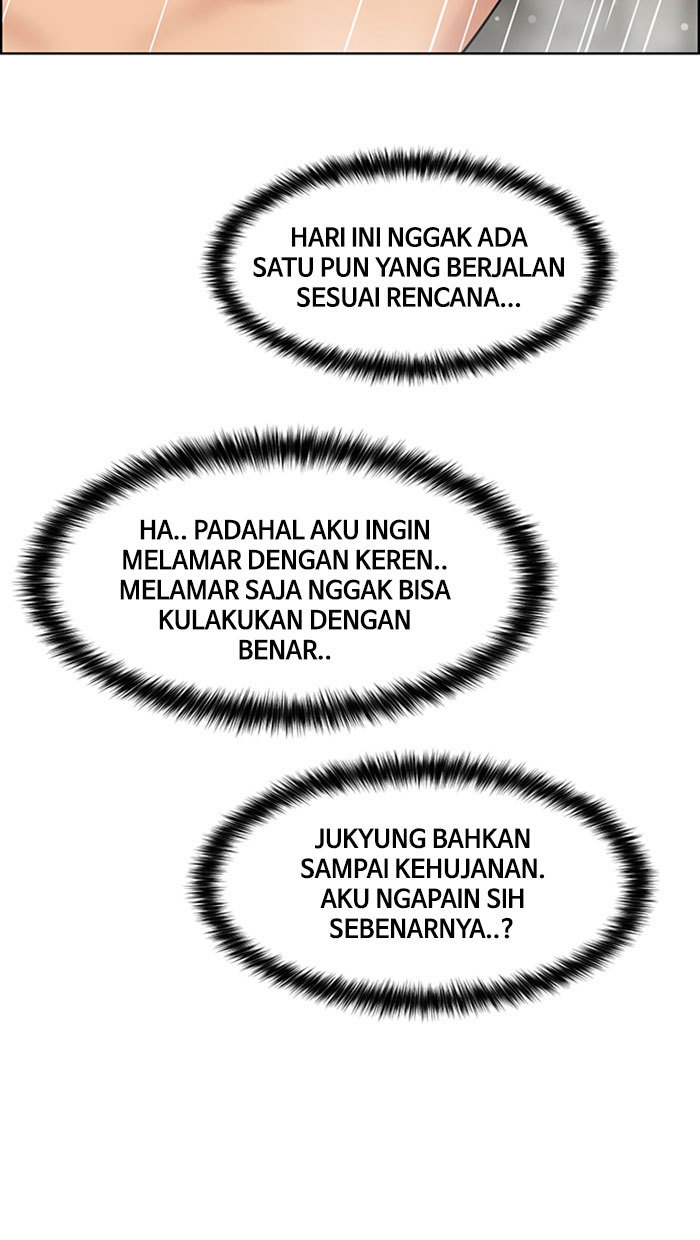 HARI INI NGGAK ADA
SATU PUN YANG BERJALAN
SESUAI RENCANA...
HA.. PADAHAL AKU INGIN
MELAMAR DENGAN KEREN..
MELAMAR SAJA NGGAK BISA
KULAKUKAN DENGAN
BENAR..
JUKYUNG BAHKAN
SAMPAI KEHUJANAN.
AKU NGAPAIN SIH
SEBENARNYA..?